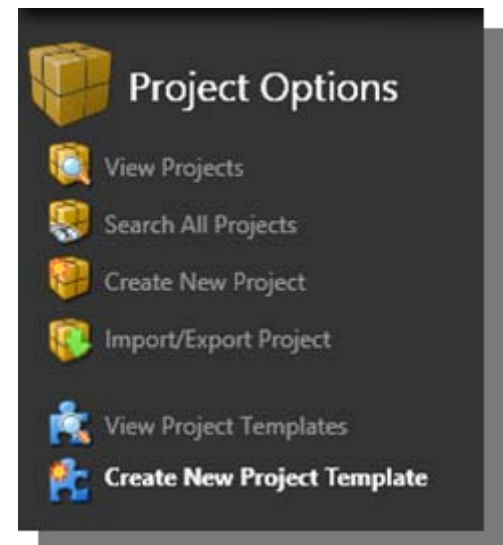 Project Options
View Projects
Search All Projects
Create New Project
Import/Export Project
View Project Templates
Create New Project Template